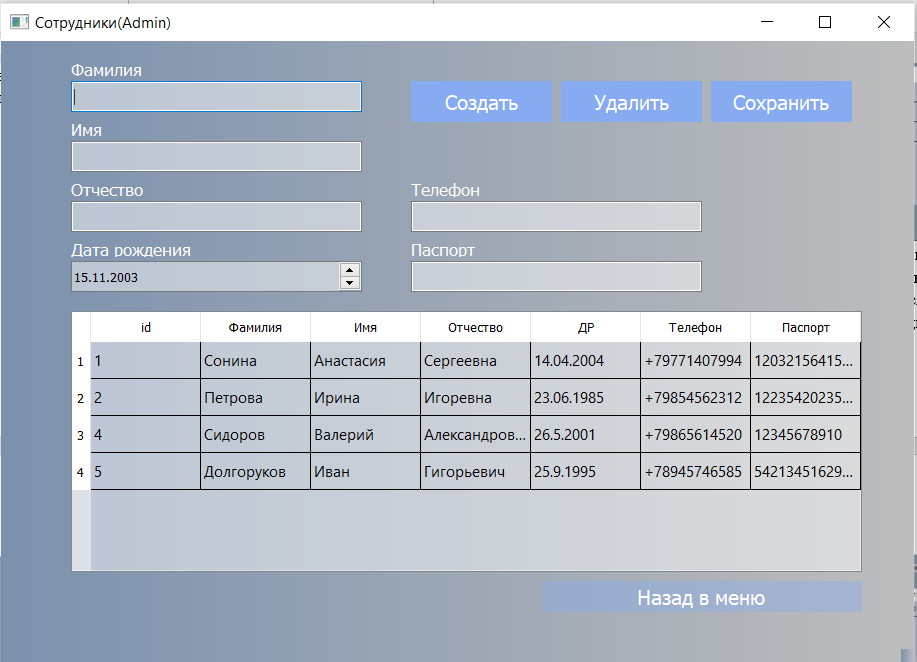 Сотрудники(Admin)
Фамилия
Создать Удалить Сохранить
Имя
Отчество Телефон
Дата рождения Паспорт
15.11.2003
id Фамилия Имя Отчество ДР Телефон Паспорт
1 1 Сонина Анастасия Сергеевна 14.04.2004 +79771407994 12032156415...
2 2 Петрова Ирина Игоревна 23.06.1985 +79854562312 12235420235...
3 4 Сидоров Валерий Александров... 26.5.2001 +79865614520 12345678910
4 5 Долгоруков Иван Гигорьевич 25.9.1995 +78945746585 54213451629...
Назад в меню